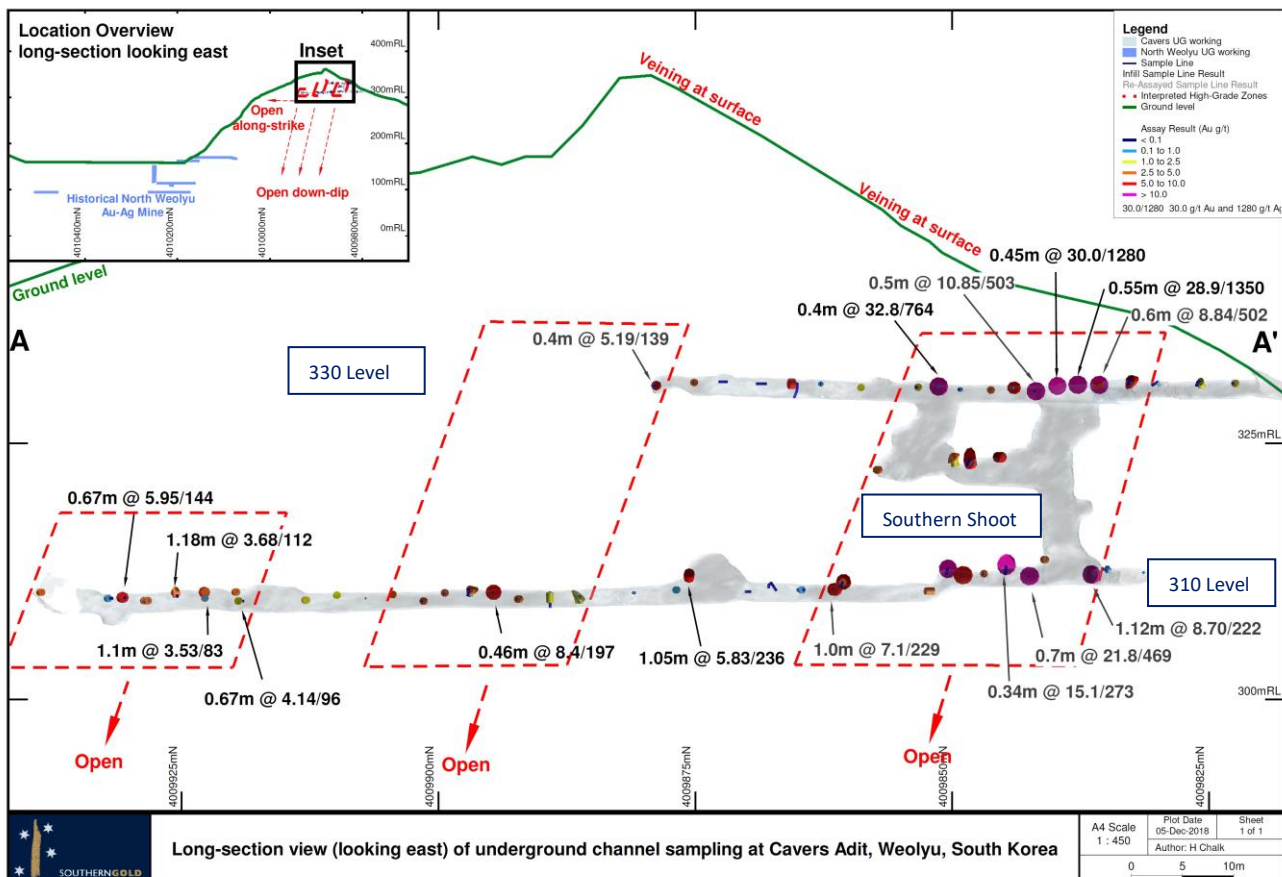 Location Overview
long-section looking east
Inset
400mRL
300mRL
200mRL
100mRL
0mRL
Open
along-strike
Open down-dip
Historical North Weolyu
Au-Ag Mine
4010400mN
4010200mN
4010000mN
4009800mN
Legend
Cavers UG working
North Weolyu UG working
Sample Line
Infill Sample Line Result
Re-Assayed Sample Line Result
Interpreted High-Grade Zones
Ground level
Assay Result (Au g/t)
< 0.1
0.1 to 1.0
1.0 to 2.5
2.5 to 5.0
5.0 to 10.0
> 10.0
30.0/1280 30.0 g/t Au and 1280 g/t Ag
Veining at surface
Veining at surface
Ground level
A
A'
0.45m @ 30.0/1280
0.5m @ 10.85/503
0.55m @ 28.9/1350
0.4m @ 32.8/764
0.6m @ 8.84/502
0.4m @ 5.19/139
330 Level
325mRL
0.67m @ 5.95/144
1.18m @ 3.68/112
Southern Shoot
310 Level
1.1m @ 3.53/83
0.46m @ 8.4/197
1.05m @ 5.83/236
1.0m @ 7.1/229
1.12m @ 8.70/222
0.7m @ 21.8/469
0.67m @ 4.14/96
0.34m @ 15.1/273
300mRL
Open
Open
Open
4009925mN
4009900mN
4009875mN
4009850mN
4009825mN
SOUTHERNGOLD
Long-section view (looking east) of underground channel sampling at Cavers Adit, Weolyu, South Korea
A4 Scale
1 : 450
Plot Date
05-Dec-2018
Sheet
1 of 1
Author: H Chalk
0 5 10m